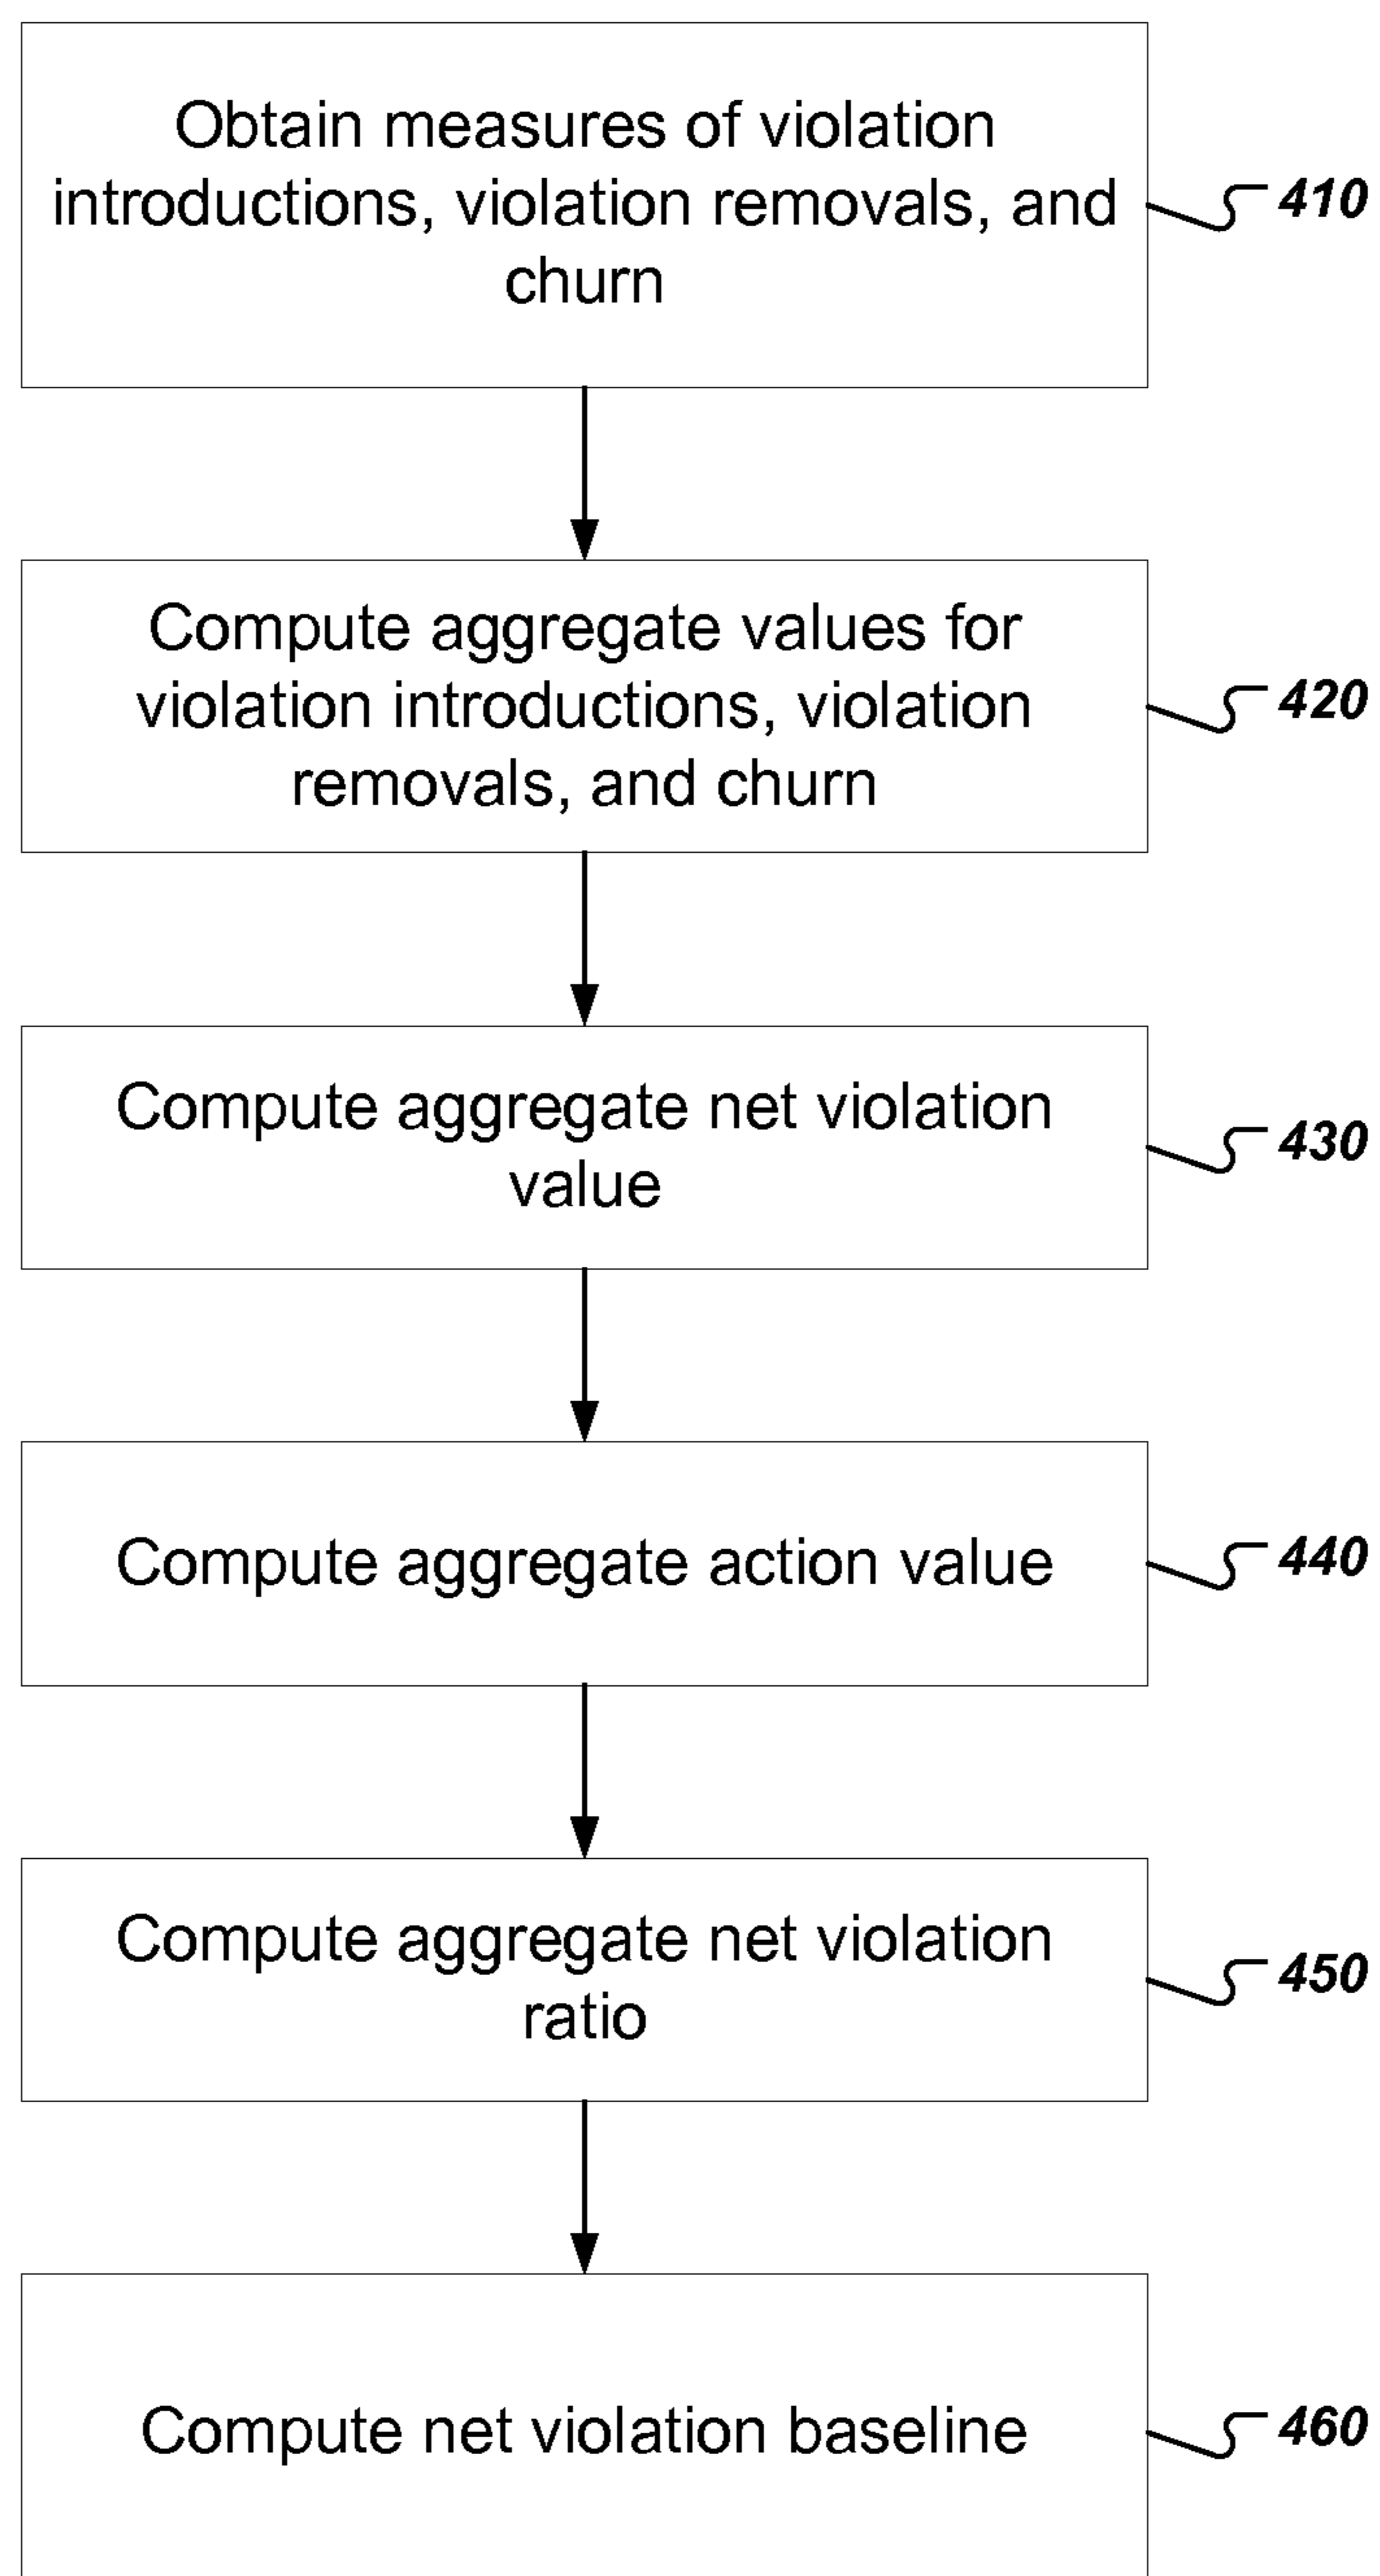 Obtain measures of violation
introductions, violation removals, and
churn
410
Compute aggregate values for
violation introductions, violation
removals, and churn
420
Compute aggregate net violation
value
430
Compute aggregate action value
440
Compute aggregate net violation
ratio
450
Compute net violation baseline
460